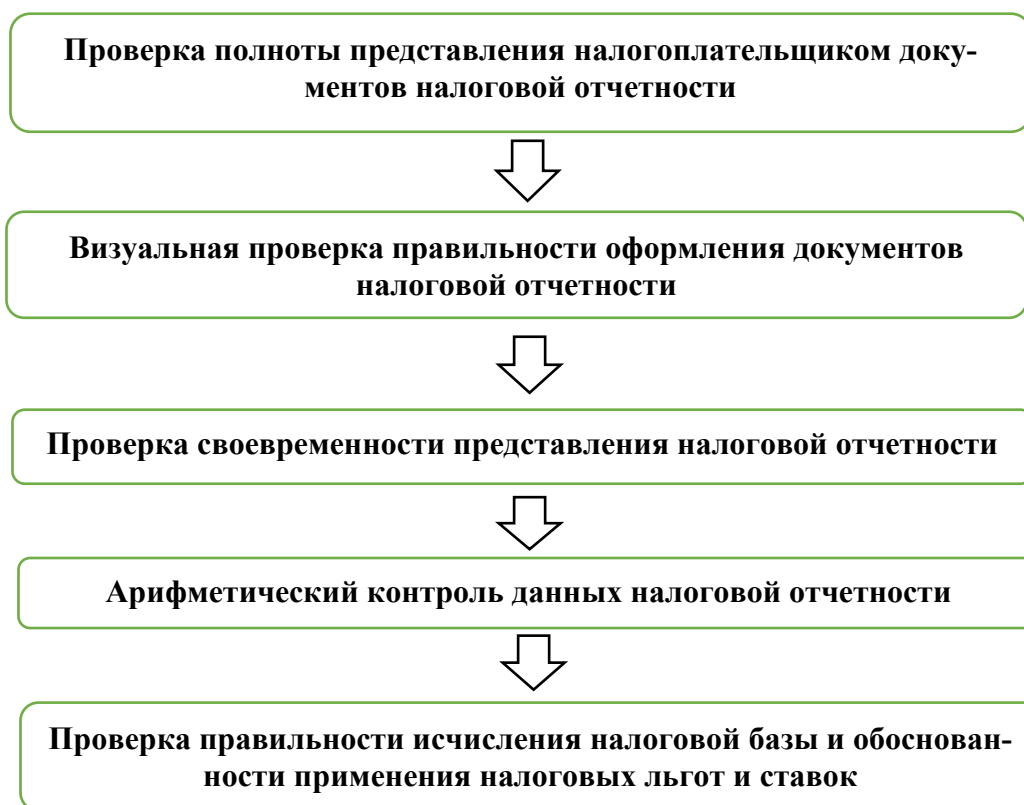 Проверка полноты представления налогоплательщиком доку-
ментов налоговой отчетности
Визуальная проверка правильности оформления документов
налоговой отчетности
Проверка своевременности представления налоговой отчетности
Арифметический контроль данных налоговой отчетности
Проверка правильности исчисления налоговой базы и обоснован-
ности применения налоговых льгот и ставок